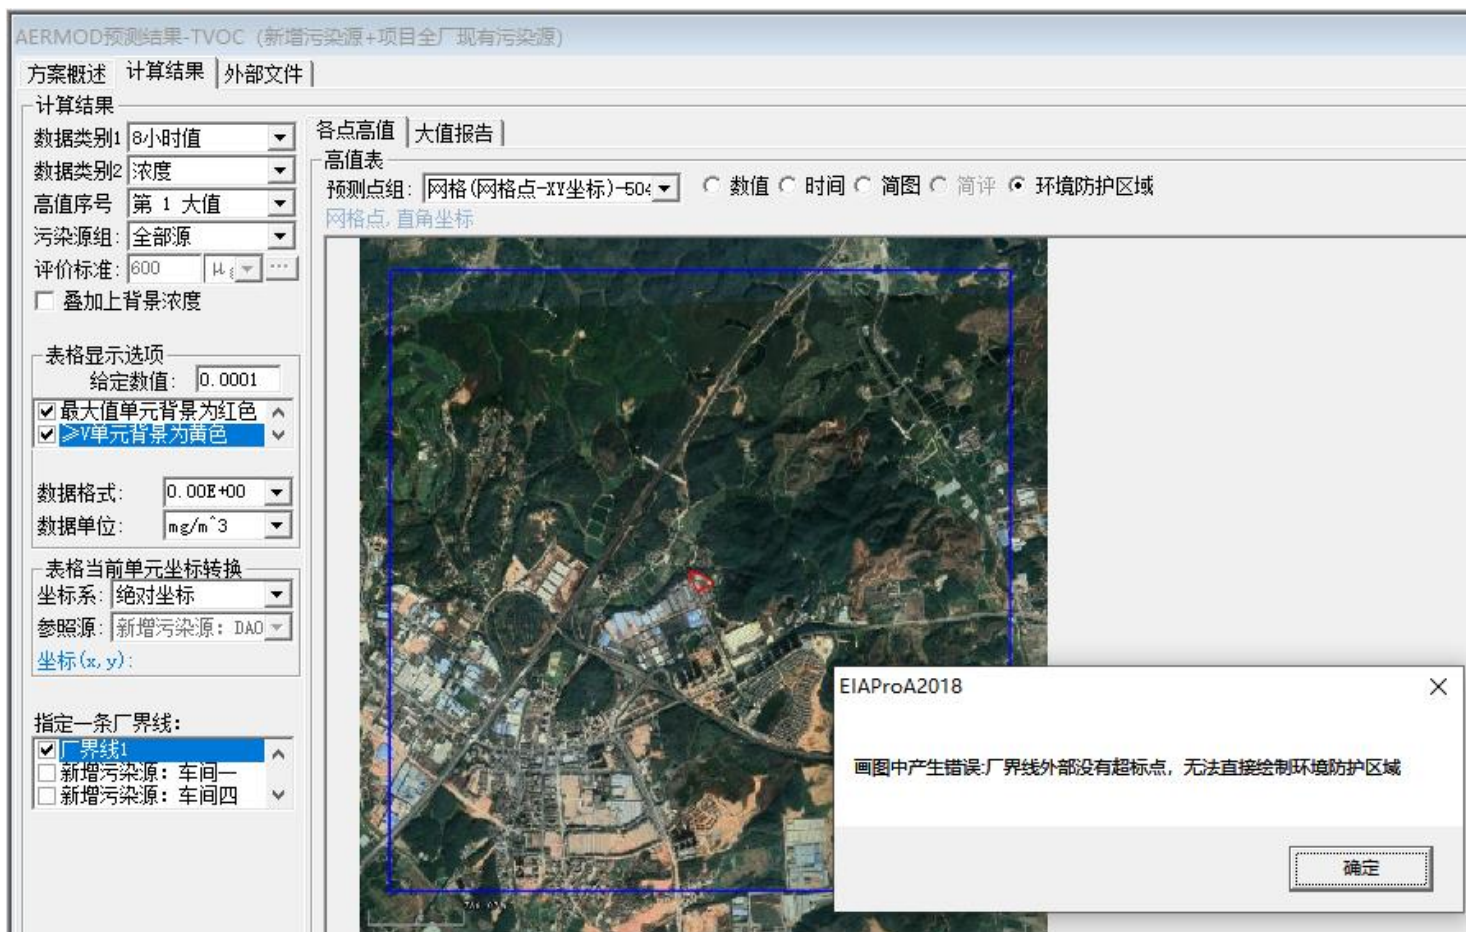 AERMOD预测结果-TVOC (新增污染源+项目全厂现有污染源)
方案概述 计算结果 外部文件
计算结果
数据类别1 8小时值
数据类别2 浓度
高值序号 第 1 大值
污染源组: 全部源
评价标准: 600 μg ...
叠加上背景浓度
表格显示选项
给定数值: 0.0001
最大值单元背景为红色
≥V单元背景为黄色
数据格式: 0.00E+00
数据单位: mg/m^3
表格当前单元坐标转换
坐标系: 绝对坐标
参照源: 新增污染源: DA0
坐标(x,y):
指定一条厂界线:
厂界线1
新增污染源: 车间一
新增污染源: 车间四
各点高值 大值报告
高值表
预测点组: 网格(网格点-XY坐标)-504 数值 时间 简图 简评 环境防护区域
网格点,直角坐标
EIAProA2018
画图中产生错误:厂界线外部没有超标点，无法直接绘制环境防护区域
确定